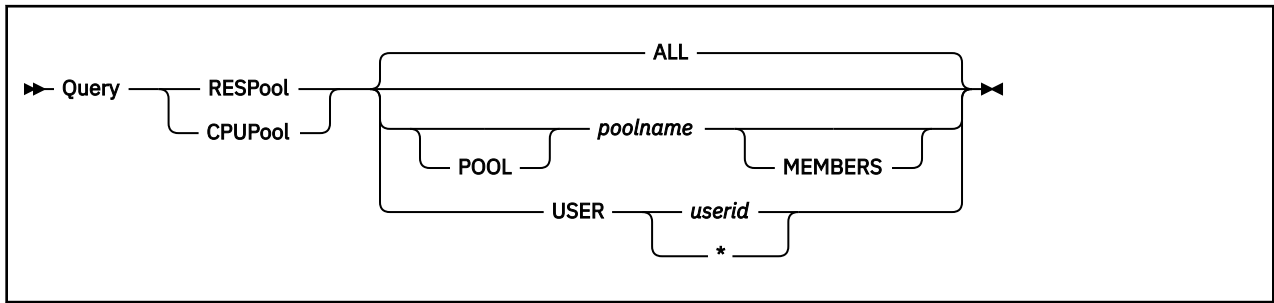 ALL
Query RESPool
CPUPool
poolname
POOL MEMBERS
USER userid
*